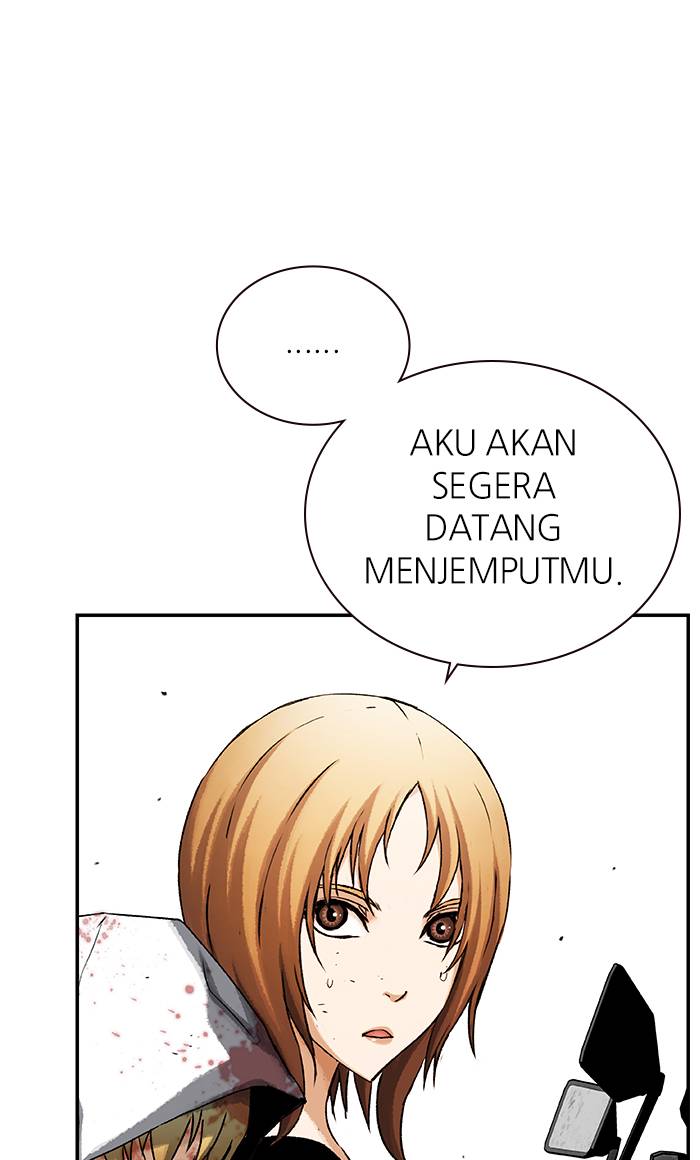 ......
AKU AKAN
SEGERA
DATANG
MENJEMPUTMU.